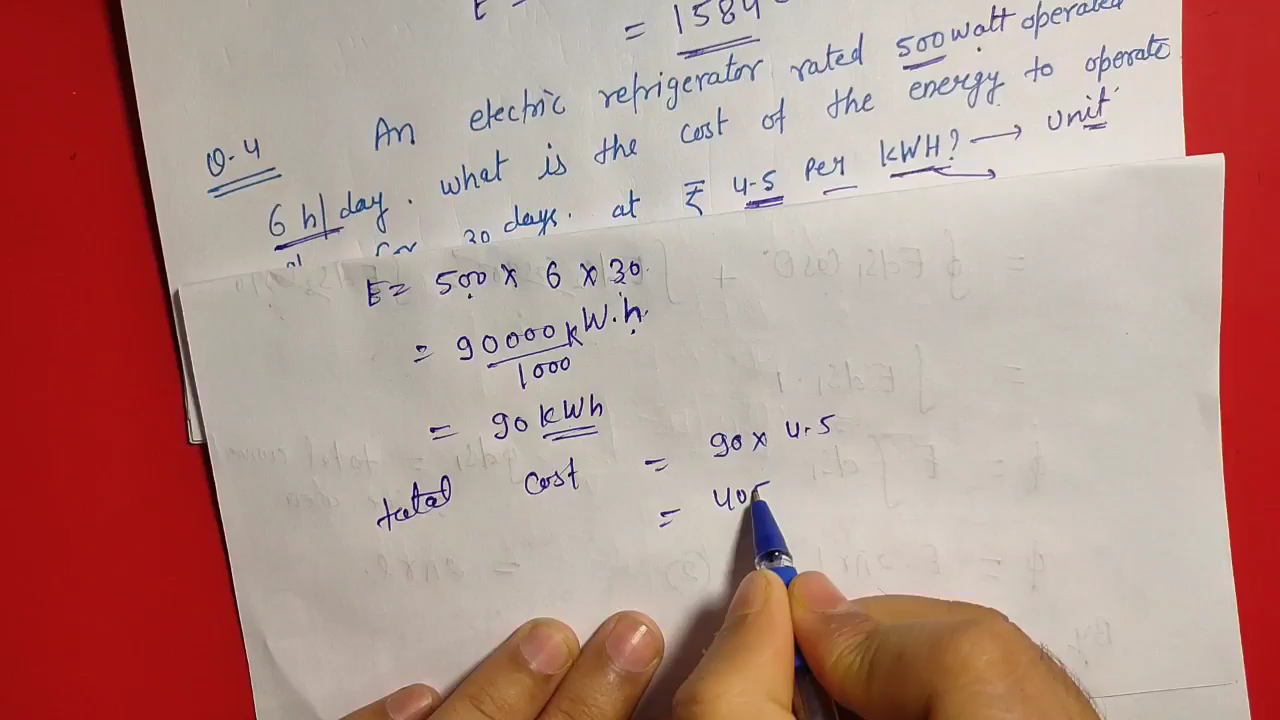 E =
= 1584
Q-4 An electric refrigerator rated 500 watt operated
6 h/day. what is the cost of the energy to operate
for 30 days. at ₹ 4.5 per kWH? → unit
E = 500 x 6 x 30
= 90000 kW.h
1000
= 90 kWh
total cost = 90 x 4.5
= 405